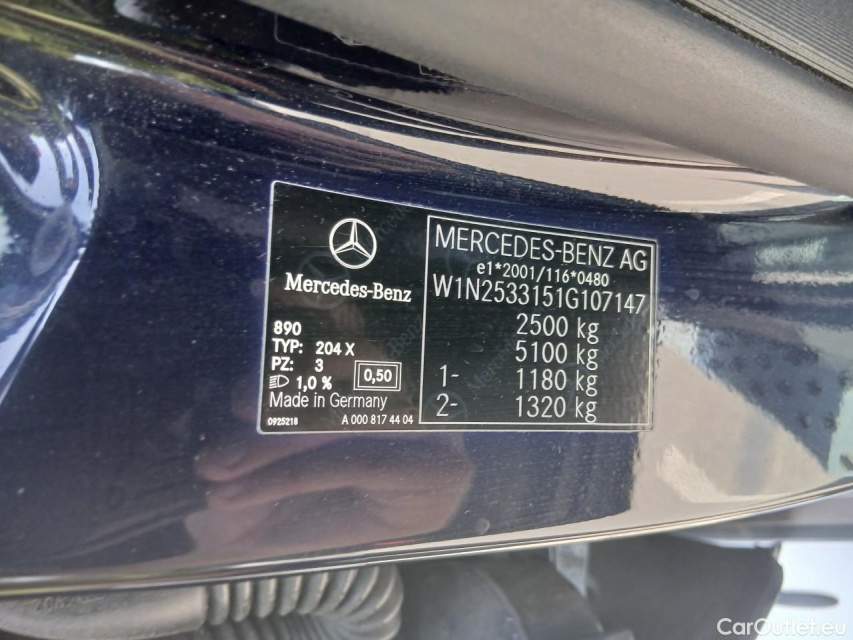 Mercedes-Benz
890
TYP: 204 X
PZ: 3
1,0 % 0,50
Made in Germany
0925218 A 000 817 44 04
MERCEDES-BENZ AG
e1*2001/116*0480
W1N2533151G107147
2500 kg
5100 kg
1- 1180 kg
2- 1320 kg
CarOutlet.eu